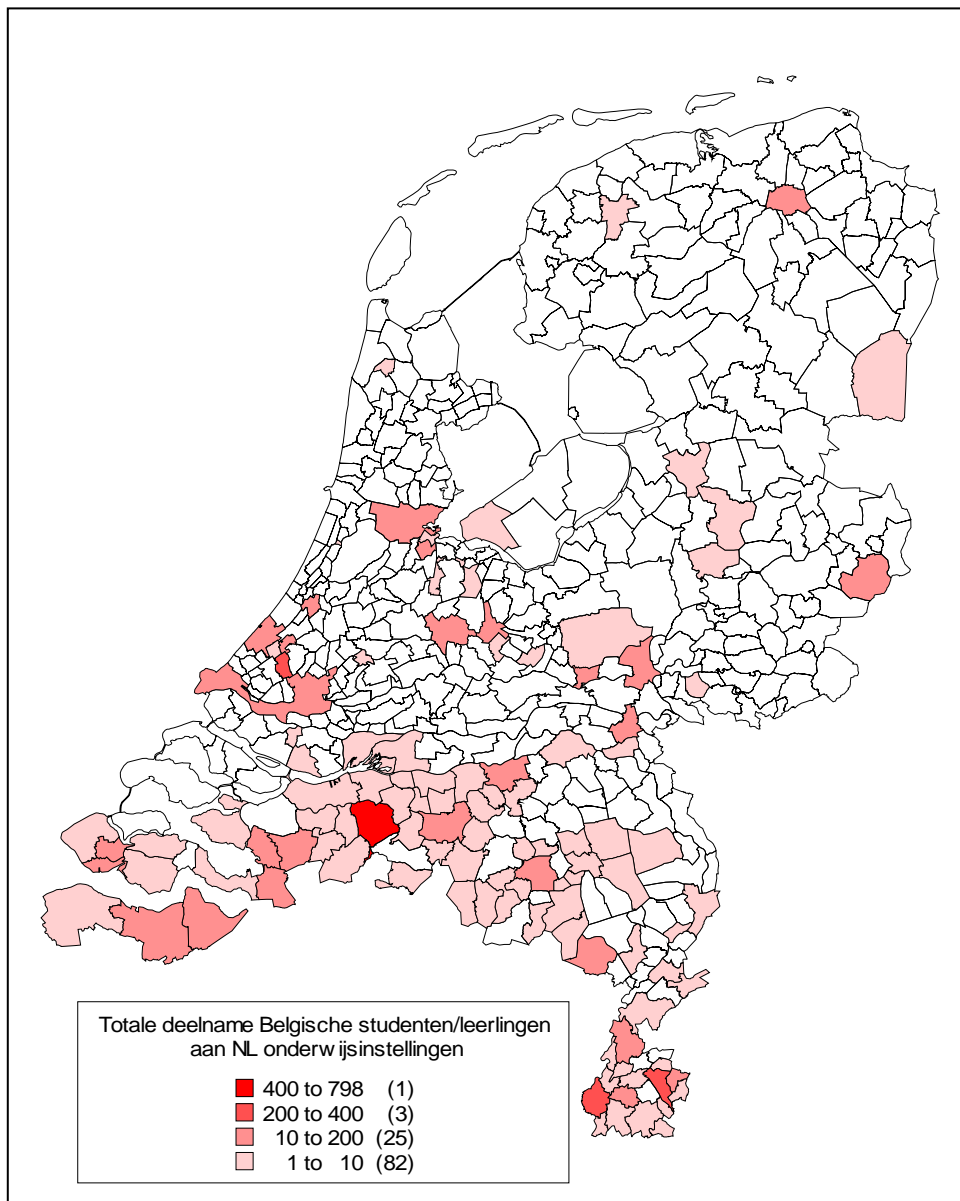 Totale deelname Belgische studenten/leerlingen
aan NL onderwijsinstellingen
400 to 798 (1)
200 to 400 (3)
10 to 200 (25)
1 to 10 (82)